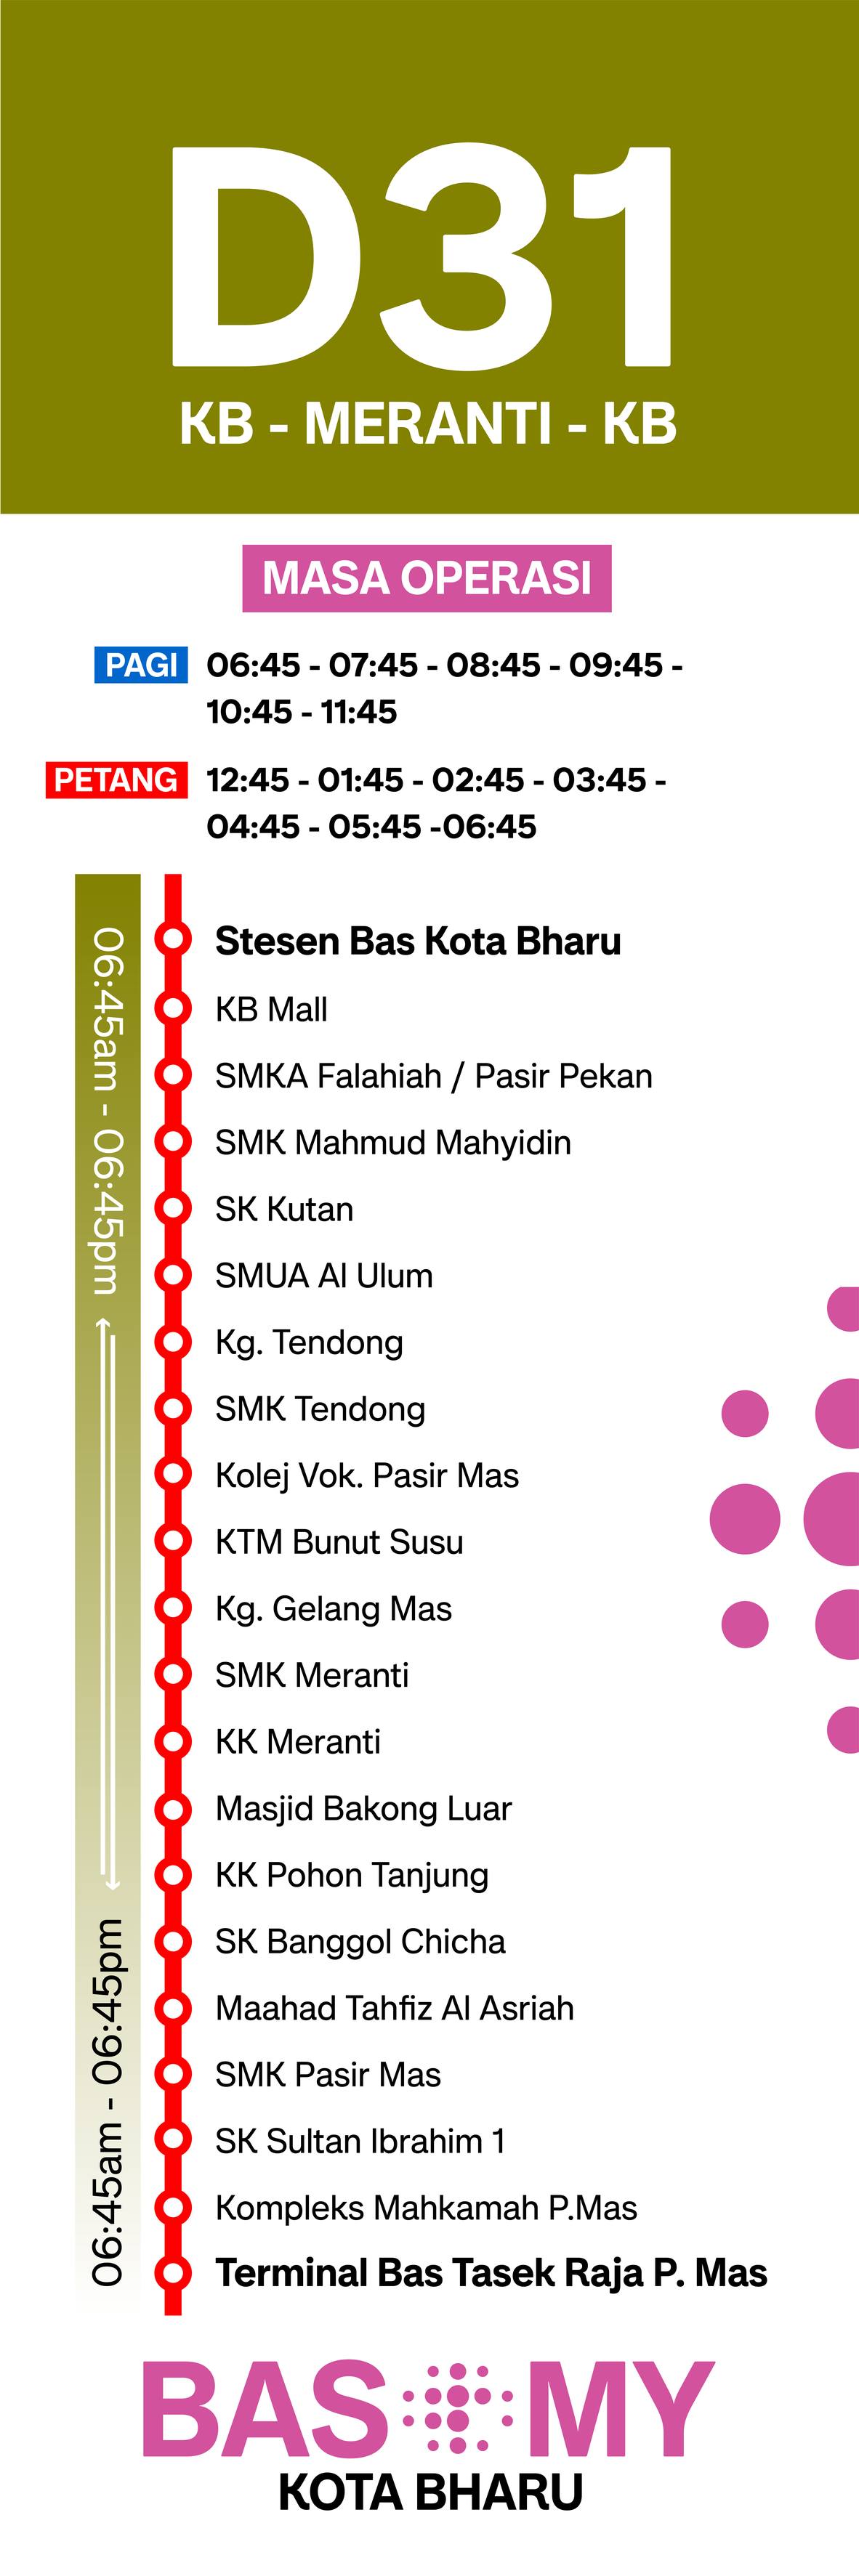 D31
KB - MERANTI - KB
MASA OPERASI
PAGI 06:45 - 07:45 - 08:45 - 09:45 -
10:45 - 11:45
PETANG 12:45 - 01:45 - 02:45 - 03:45 -
04:45 - 05:45 -06:45
06:45am - 06:45pm
Stesen Bas Kota Bharu
KB Mall
SMKA Falahiah / Pasir Pekan
SMK Mahmud Mahyidin
SK Kutan
SMUA Al Ulum
Kg. Tendong
SMK Tendong
Kolej Vok. Pasir Mas
KTM Bunut Susu
Kg. Gelang Mas
SMK Meranti
KK Meranti
Masjid Bakong Luar
KK Pohon Tanjung
SK Banggol Chicha
Maahad Tahfiz Al Asriah
SMK Pasir Mas
SK Sultan Ibrahim 1
Kompleks Mahkamah P.Mas
Terminal Bas Tasek Raja P. Mas
06:45am - 06:45pm
BAS MY
KOTA BHARU